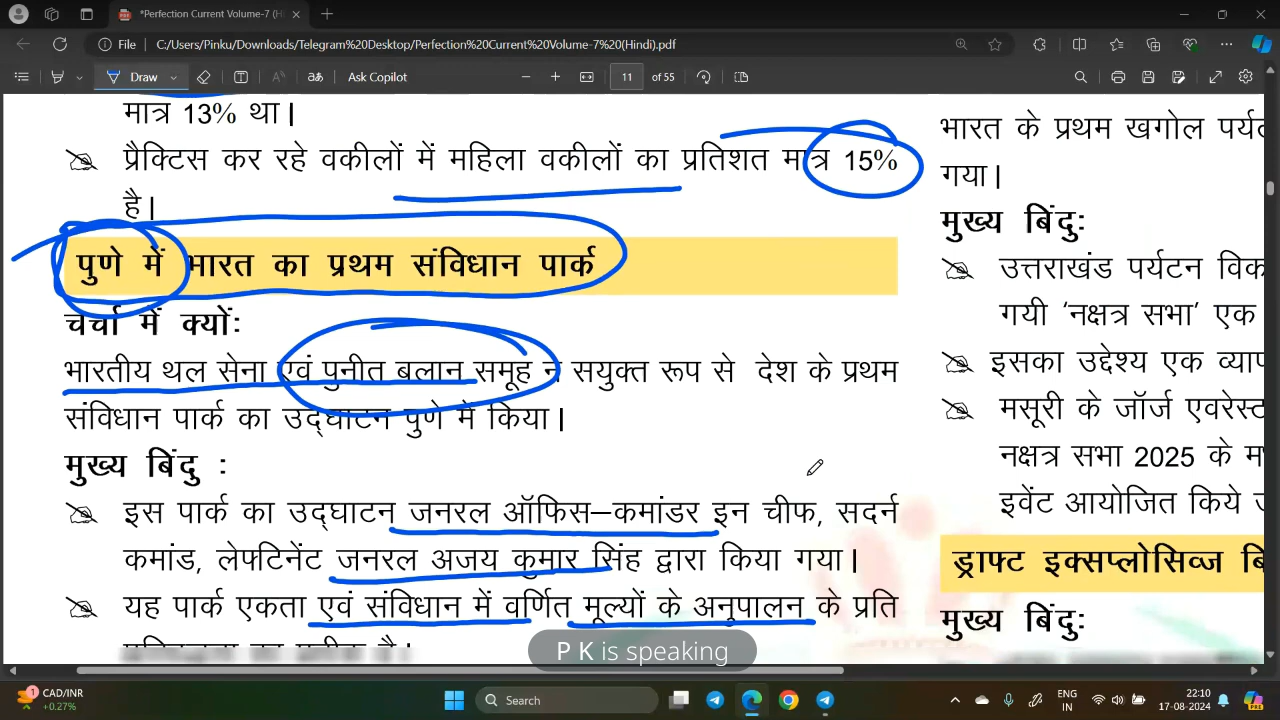 *Perfection Current Volume-7 (Hi
File
C:/Users/Pinku/Downloads/Telegram%20Desktop/Perfection%20Current%20Volume-7%20(Hindi).pdf
Draw
Ask Copilot
11 of 55
मात्र 13% था।
प्रैक्टिस कर रहे वकीलों में महिला वकीलों का प्रतिशत मात्र 15%
है।
पुणे में भारत का प्रथम संविधान पार्क
चर्चा में क्योंः
भारतीय थल सेना एवं पुनीत बलान समूह ने सयुक्त रूप से देश के प्रथम
संविधान पार्क का उद्घाटन पुणे में किया।
मुख्य बिंदु :
इस पार्क का उद्घाटन जनरल ऑफिस–कमांडर इन चीफ, सदर्न
कमांड, लेफ्टिनेंट जनरल अजय कुमार सिंह द्वारा किया गया।
यह पार्क एकता एवं संविधान में वर्णित मूल्यों के अनुपालन के प्रति
भारत के प्रथम खगोल
गया।
मुख्य बिंदुः
उत्तराखंड पर्यटन
गयी 'नक्षत्र सभा' एक
इसका उद्देश्य एक
मसूरी के जॉर्ज एवरेस्ट
नक्षत्र सभा 2025 के
इवेंट आयोजित किये
ड्राफ्ट इक्सप्लोसिव्ज
मुख्य बिंदुः
P K is speaking
1
CAD/INR
+0.27%
Search
ENG
IN
22:10
17-08-2024